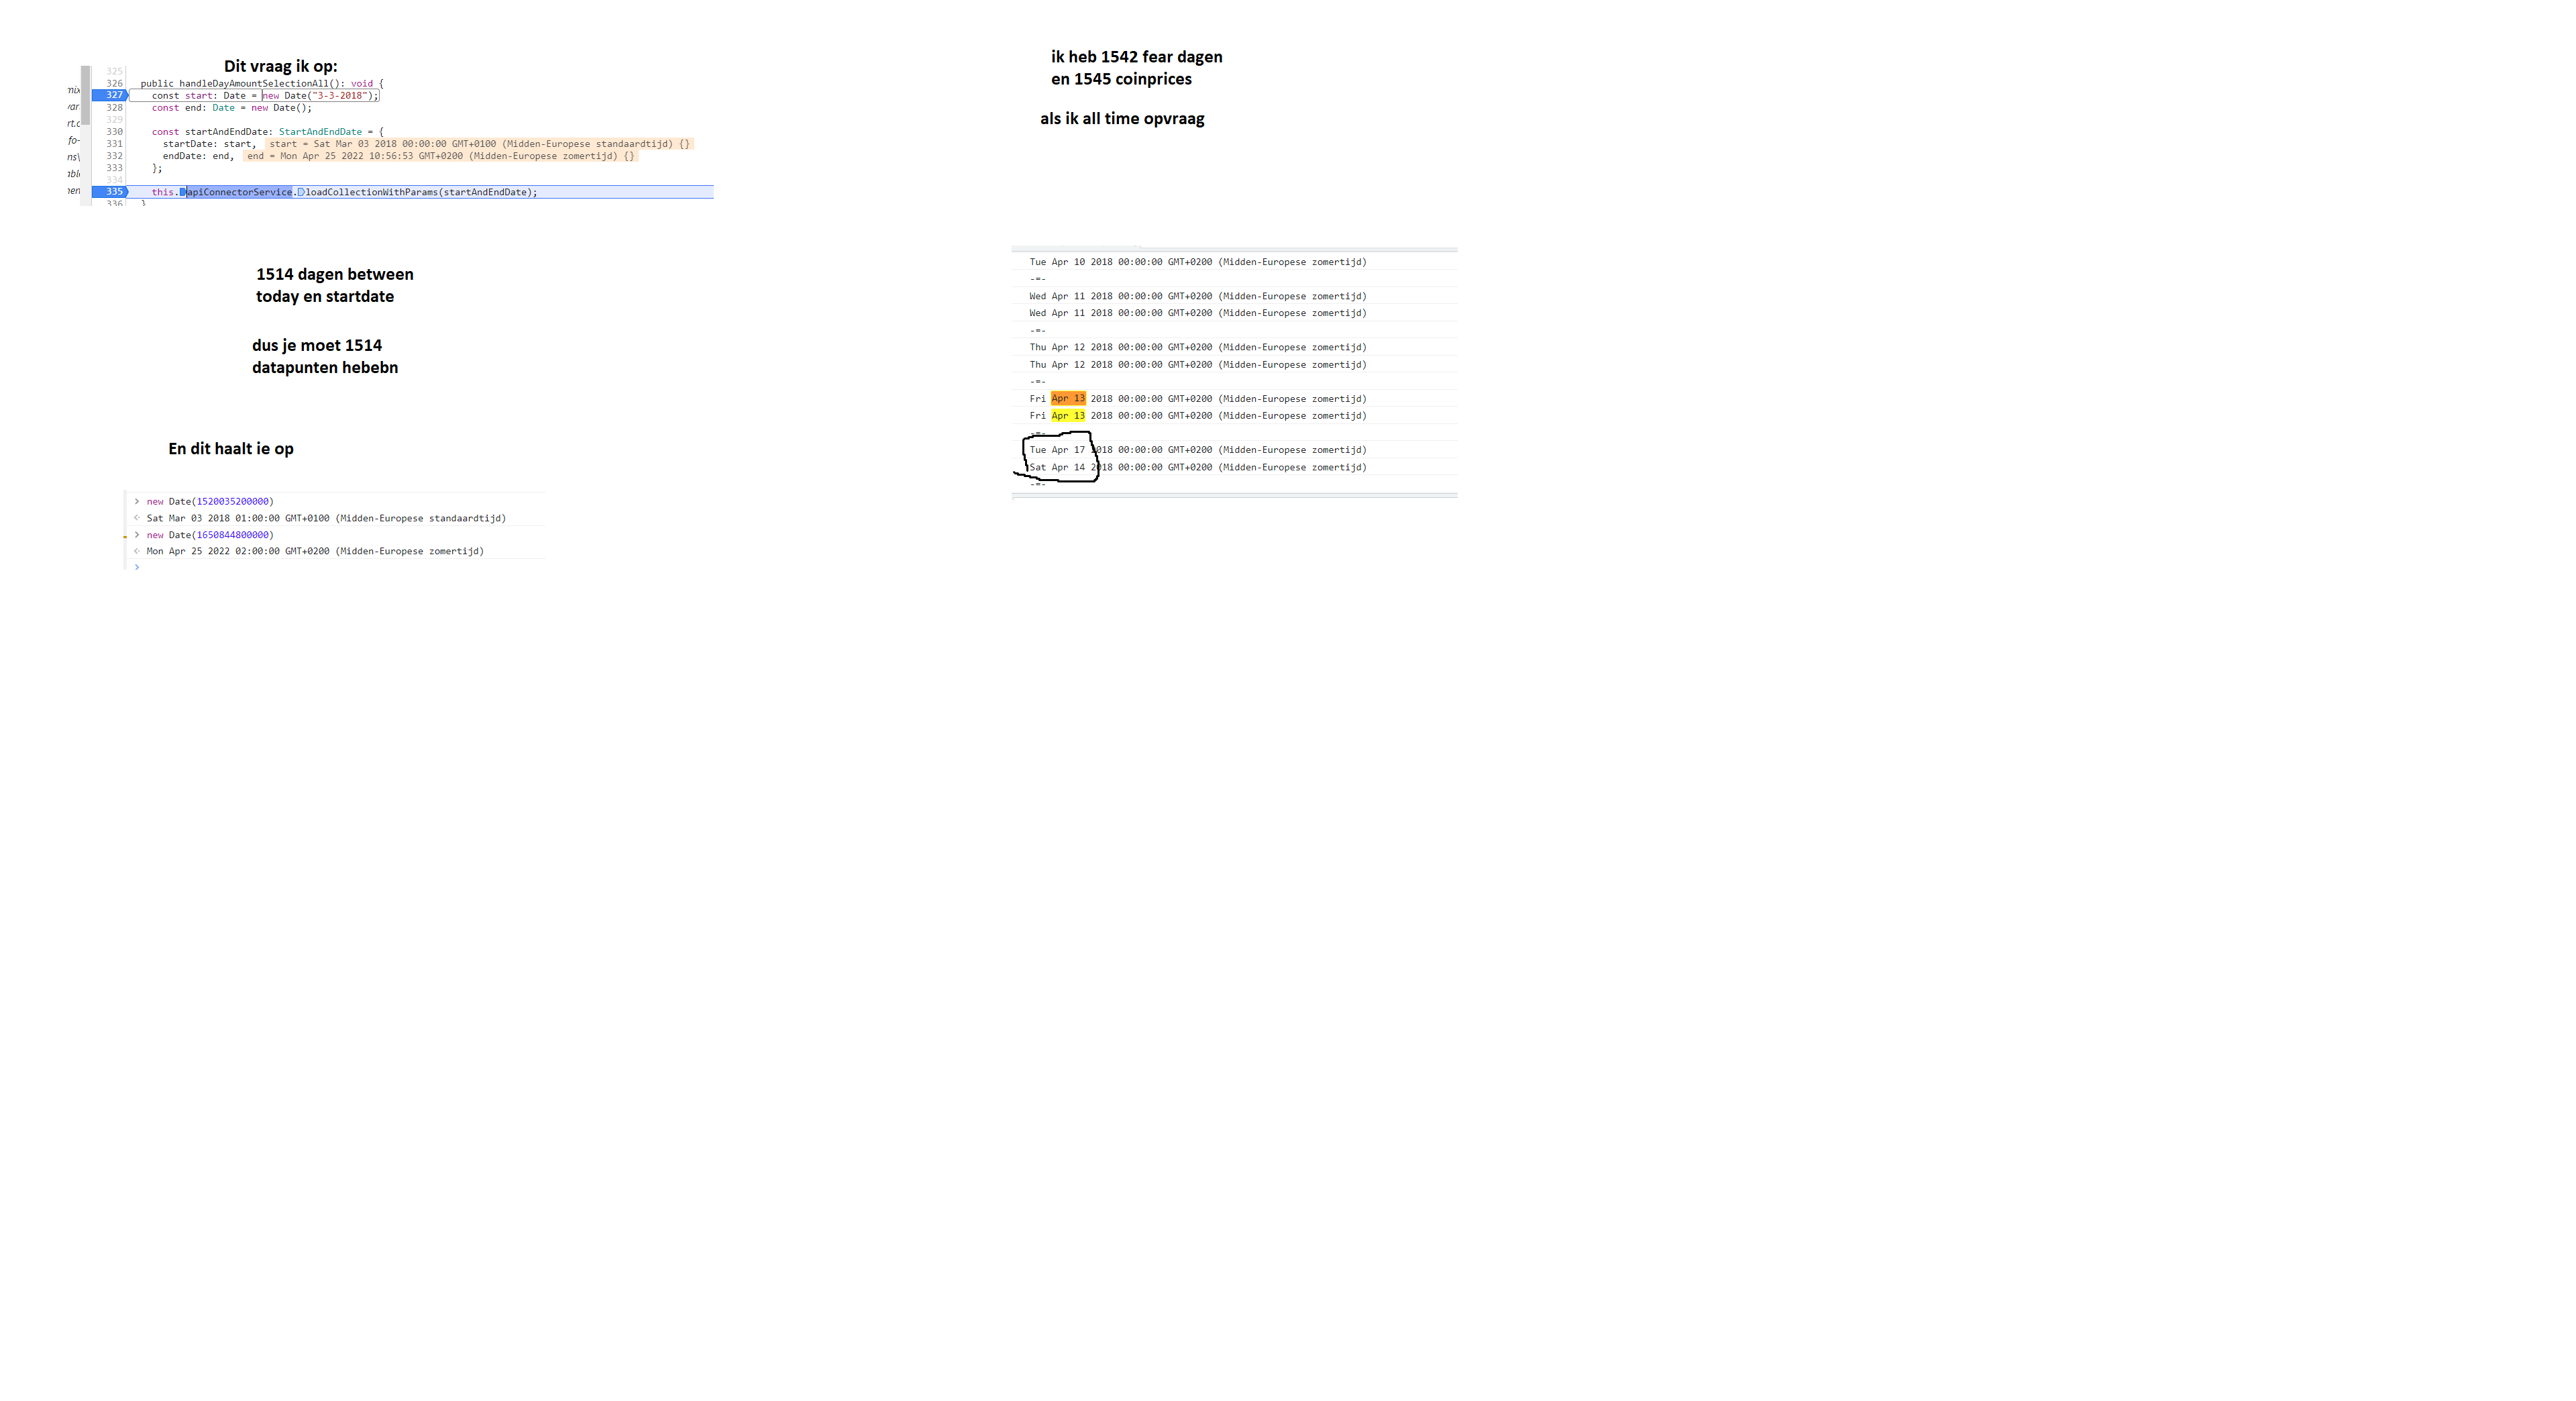 Dit vraag ik op:
325
326 public handleDayAmountSelectionAll(): void {
327 const start: Date = new Date("3-3-2018");
328 const end: Date = new Date();
329
330 const startAndEndDate: StartAndEndDate = {
331 startDate: start, start = Sat Mar 03 2018 00:00:00 GMT+0100 (Midden-Europese standaardtijd) {}
332 endDate: end, end = Mon Apr 25 2022 10:56:53 GMT+0200 (Midden-Europese zomertijd) {}
333 };
334
335 this.apiConnectorService.loadCollectionWithParams(startAndEndDate);
336 }
1514 dagen between
today en startdate
dus je moet 1514
datapunten hebebn
En dit haalt ie op
> new Date(1520035200000)
Sat Mar 03 2018 01:00:00 GMT+0100 (Midden-Europese standaardtijd)
> new Date(1650844800000)
Mon Apr 25 2022 02:00:00 GMT+0200 (Midden-Europese zomertijd)
>
ik heb 1542 fear dagen
en 1545 coinprices
als ik all time opvraag
Tue Apr 10 2018 00:00:00 GMT+0200 (Midden-Europese zomertijd)
-=-
Wed Apr 11 2018 00:00:00 GMT+0200 (Midden-Europese zomertijd)
Wed Apr 11 2018 00:00:00 GMT+0200 (Midden-Europese zomertijd)
-=-
Thu Apr 12 2018 00:00:00 GMT+0200 (Midden-Europese zomertijd)
Thu Apr 12 2018 00:00:00 GMT+0200 (Midden-Europese zomertijd)
-=-
Fri Apr 13 2018 00:00:00 GMT+0200 (Midden-Europese zomertijd)
Fri Apr 13 2018 00:00:00 GMT+0200 (Midden-Europese zomertijd)
-=-
Tue Apr 17 2018 00:00:00 GMT+0200 (Midden-Europese zomertijd)
Sat Apr 14 2018 00:00:00 GMT+0200 (Midden-Europese zomertijd)
-=-